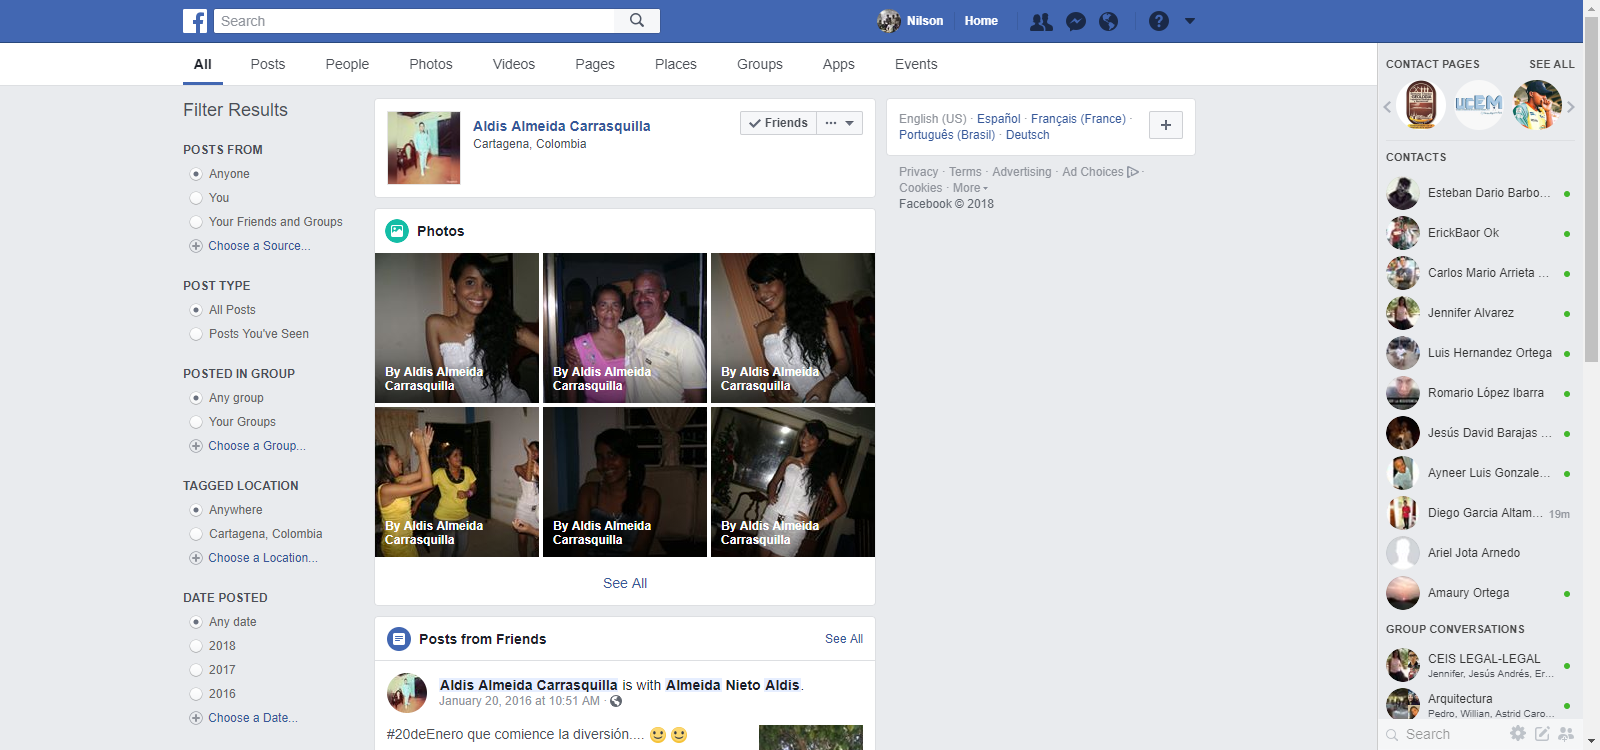 Search
Nilson
Home
All
Posts
People
Photos
Videos
Pages
Places
Groups
Apps
Events
Filter Results
POSTS FROM
Anyone
You
Your Friends and Groups
Choose a Source...
POST TYPE
All Posts
Posts You've Seen
POSTED IN GROUP
Any group
Your Groups
Choose a Group...
TAGGED LOCATION
Anywhere
Cartagena, Colombia
Choose a Location...
DATE POSTED
Any date
2018
2017
2016
Choose a Date...
Aldis Almeida Carrasquilla
Cartagena, Colombia
Friends
Photos
By Aldis Almeida
Carrasquilla
By Aldis Almeida
Carrasquilla
By Aldis Almeida
Carrasquilla
By Aldis Almeida
Carrasquilla
By Aldis Almeida
Carrasquilla
By Aldis Almeida
Carrasquilla
See All
Posts from Friends
See All
Aldis Almeida Carrasquilla is with Almeida Nieto Aldis.
January 20, 2016 at 10:51 AM ·
#20deEnero que comience la diversión....
English (US) · Español · Français (France) ·
Português (Brasil) · Deutsch
Privacy · Terms · Advertising · Ad Choices ·
Cookies · More
Facebook © 2018
CONTACT PAGES
SEE ALL
UCEM
CONTACTS
Esteban Dario Barbo...
ErickBaor Ok
Carlos Mario Arrieta ...
Jennifer Alvarez
Luis Hernandez Ortega
Romario López Ibarra
Jesús David Barajas ...
Ayneer Luis Gonzale...
Diego Garcia Altam... 19m
Ariel Jota Arnedo
Amaury Ortega
GROUP CONVERSATIONS
CEIS LEGAL-LEGAL
Jennifer, Jesús Andrés, Er...
Arquitectura
Pedro, Willian, Astrid Caro...
Search